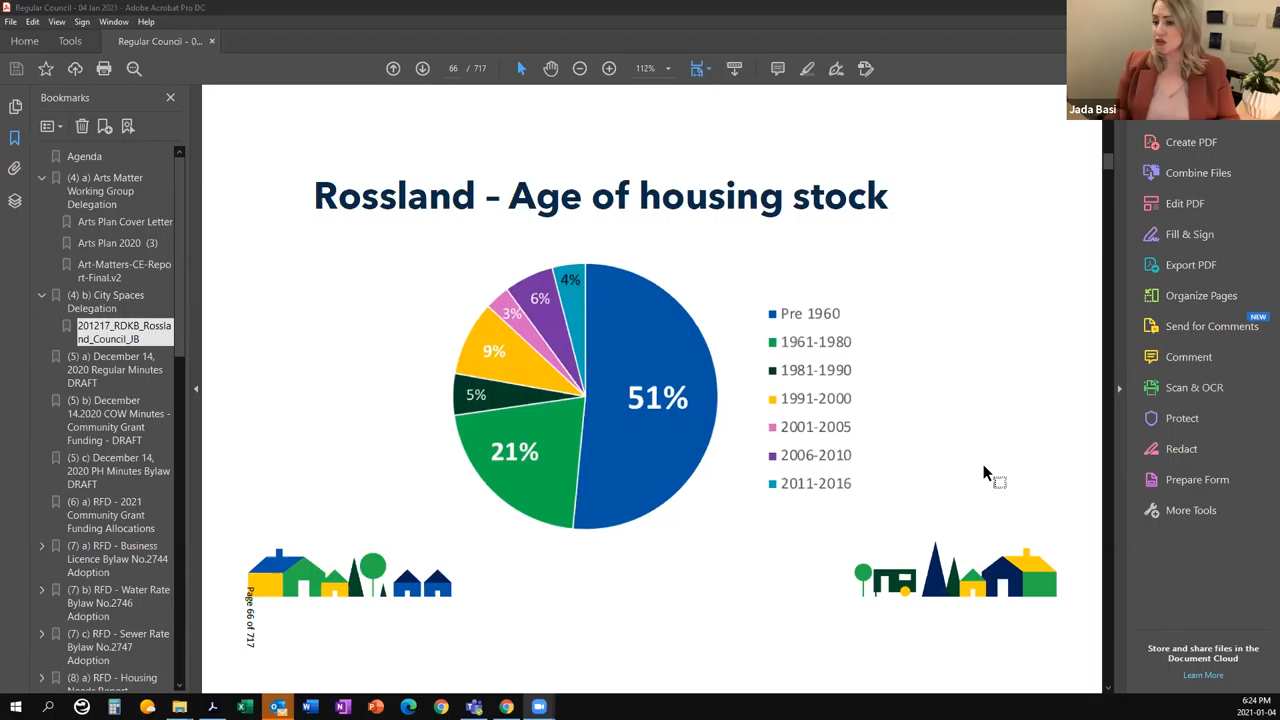 Regular Council - 04 Jan 2021 - Adobe Acrobat Pro DC
File Edit View Sign Window Help
Home Tools Regular Council - 0... ×
66 / 717 112%
Jada Basi
Bookmarks
Agenda
(4) a) Arts Matter
Working Group
Delegation
Arts Plan Cover Letter
Arts Plan 2020 (3)
Art-Matters-CE-Repo
rt-Final.v2
(4) b) City Spaces
Delegation
201217_RDKB_Rossla
nd_Council_JB
(5) a) December 14,
2020 Regular Minutes
DRAFT
(5) b) December
14.2020 COW Minutes -
Community Grant
Funding - DRAFT
(5) c) December 14,
2020 PH Minutes Bylaw
DRAFT
(6) a) RFD - 2021
Community Grant
Funding Allocations
(7) a) RFD - Business
Licence Bylaw No.2744
Adoption
(7) b) RFD - Water Rate
Bylaw No.2746
Adoption
(7) c) RFD - Sewer Rate
Bylaw No.2747
Adoption
(8) a) RFD - Housing
Needs Report
Rossland – Age of housing stock
4%
6%
3%
9%
5%
21%
51%
Pre 1960
1961-1980
1981-1990
1991-2000
2001-2005
2006-2010
2011-2016
Page 66 of 717
Create PDF
Combine Files
Edit PDF
Fill & Sign
Export PDF
Organize Pages
NEW
Send for Comments
Comment
Scan & OCR
Protect
Redact
Prepare Form
More Tools
Store and share files in the
Document Cloud
Learn More
6:24 PM
2021-01-04